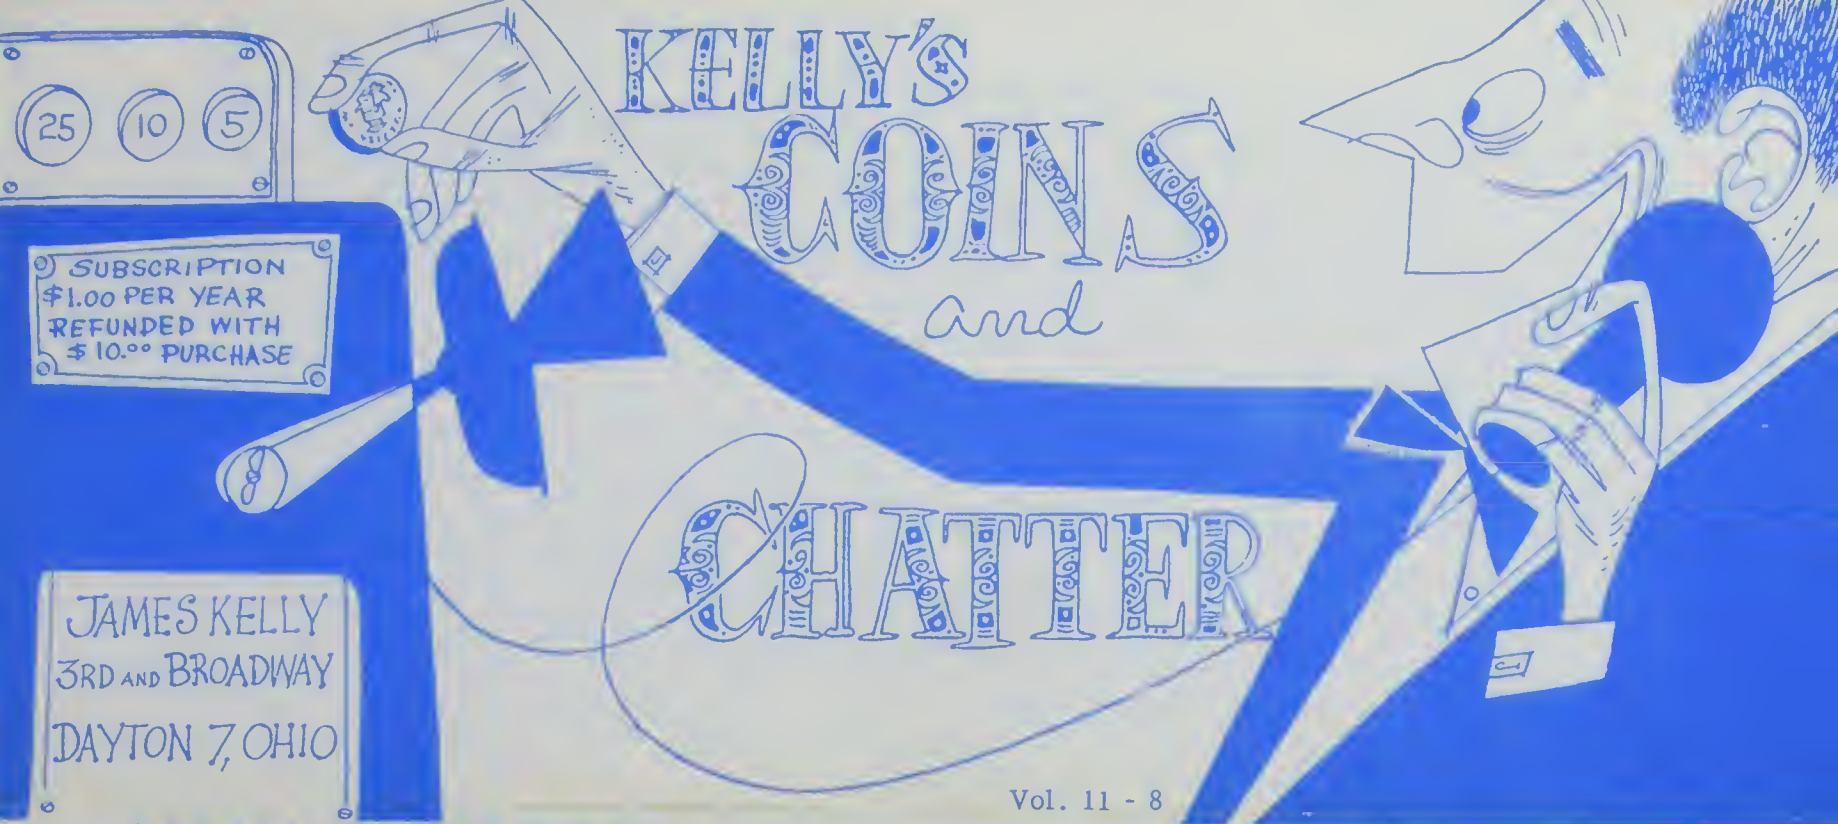 25 10 5
SUBSCRIPTION
$1.00 PER YEAR
REFUNDED WITH
$10.00 PURCHASE
JAMES KELLY
3RD AND BROADWAY
DAYTON 7, OHIO
KELLY'S
COINS
and
CHATTER
Vol. 11 - 8